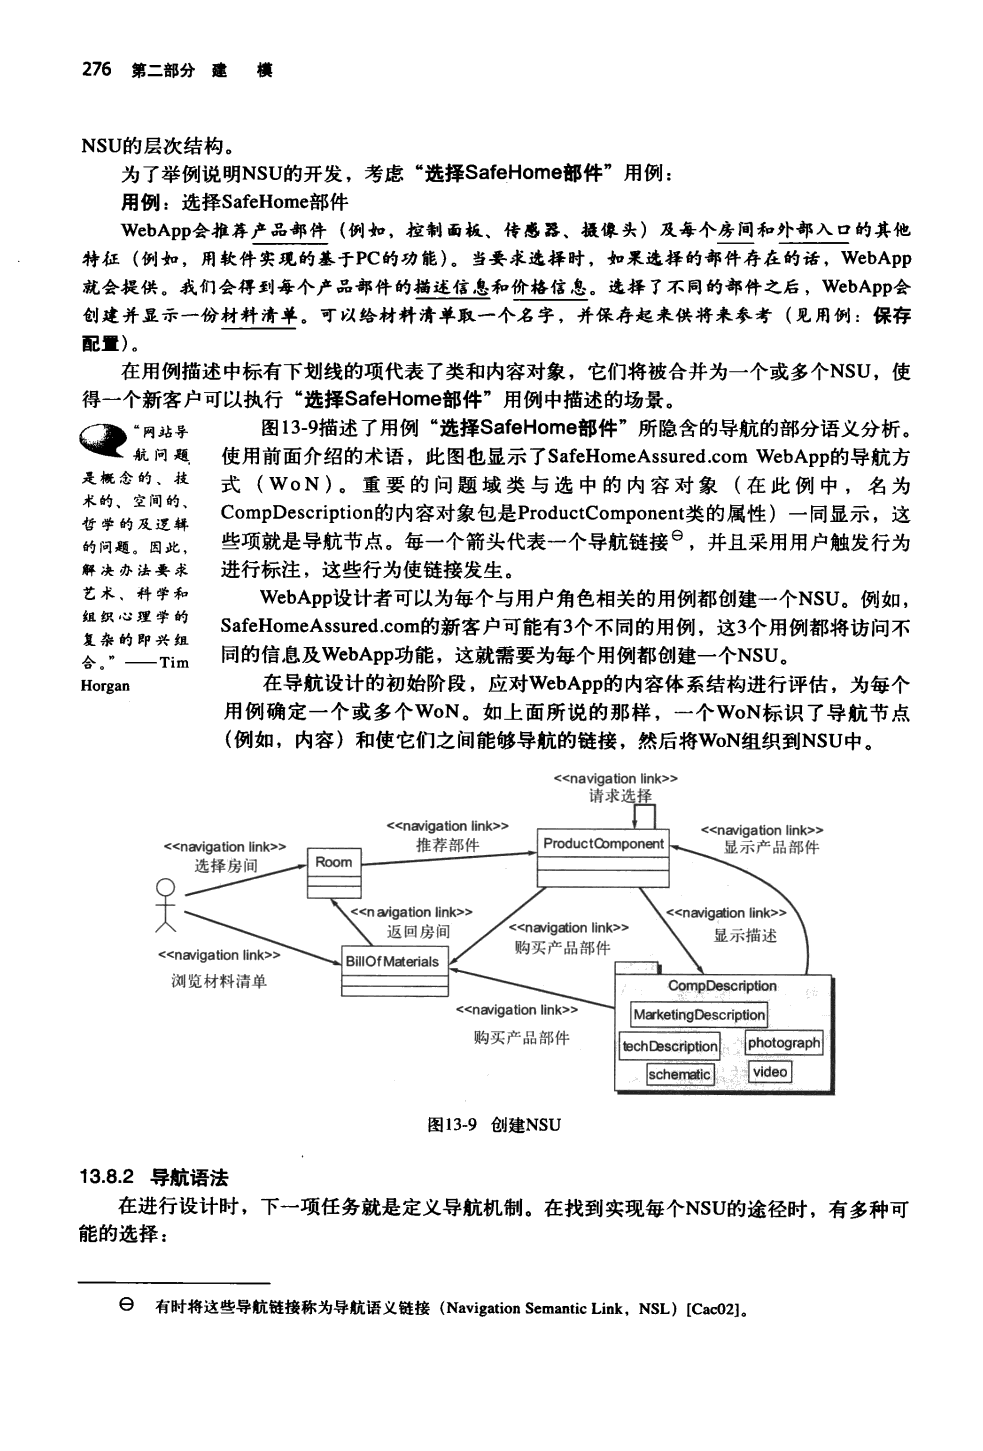 276 第二部分 建 模
NSU的层次结构。
为了举例说明NSU的开发，考虑“选择SafeHome部件”用例：
用例：选择SafeHome部件
WebApp会推荐产品部件（例如，控制面板、传感器、摄像头）及每个房间和外部入口的其他
特征（例如，用软件实现的基于PC的功能）。当要求选择时，如果选择的部件存在的话，WebApp
就会提供。我们会得到每个产品部件的描述信息和价格信息。选择了不同的部件之后，WebApp会
创建并显示一份材料清单。可以给材料清单取一个名字，并保存起来供将来参考（见用例：保存
配置）。
在用例描述中标有下划线的项代表了类和内容对象，它们将被合并为一个或多个NSU，使
得一个新客户可以执行“选择SafeHome部件”用例中描述的场景。
“网站导
航问题
是概念的、技
术的、空间的、
哲学的及逻辑
的问题。因此，
解决办法要求
艺术、科学和
组织心理学的
复杂的即兴组
合。”——Tim
Horgan
图13-9描述了用例“选择SafeHome部件”所隐含的导航的部分语义分析。
使用前面介绍的术语，此图也显示了SafeHomeAssured.com WebApp的导航方
式（WoN）。重要的问题域类与选中的内容对象（在此例中，名为
CompDescription的内容对象包是ProductComponent类的属性）一同显示，这
些项就是导航节点。每一个箭头代表一个导航链接⊖，并且采用用户触发行为
进行标注，这些行为使链接发生。
WebApp设计者可以为每个与用户角色相关的用例都创建一个NSU。例如，
SafeHomeAssured.com的新客户可能有3个不同的用例，这3个用例都将访问不
同的信息及WebApp功能，这就需要为每个用例都创建一个NSU。
在导航设计的初始阶段，应对WebApp的内容体系结构进行评估，为每个
用例确定一个或多个WoN。如上面所说的那样，一个WoN标识了导航节点
（例如，内容）和使它们之间能够导航的链接，然后将WoN组织到NSU中。
<<navigation link>>
请求选择
<<navigation link>>
推荐部件
<<navigation link>>
显示产品部件
<<navigation link>>
选择房间
Room
ProductComponent
<<navigation link>>
返回房间
<<navigation link>>
购买产品部件
<<navigation link>>
显示描述
<<navigation link>>
浏览材料清单
BillOfMaterials
CompDescription
<<navigation link>>
购买产品部件
MarketingDescription
techDescription
photograph
schematic
video
图13-9 创建NSU
13.8.2 导航语法
在进行设计时，下一项任务就是定义导航机制。在找到实现每个NSU的途径时，有多种可
能的选择：
⊖ 有时将这些导航链接称为导航语义链接（Navigation Semantic Link，NSL）[Cac02]。